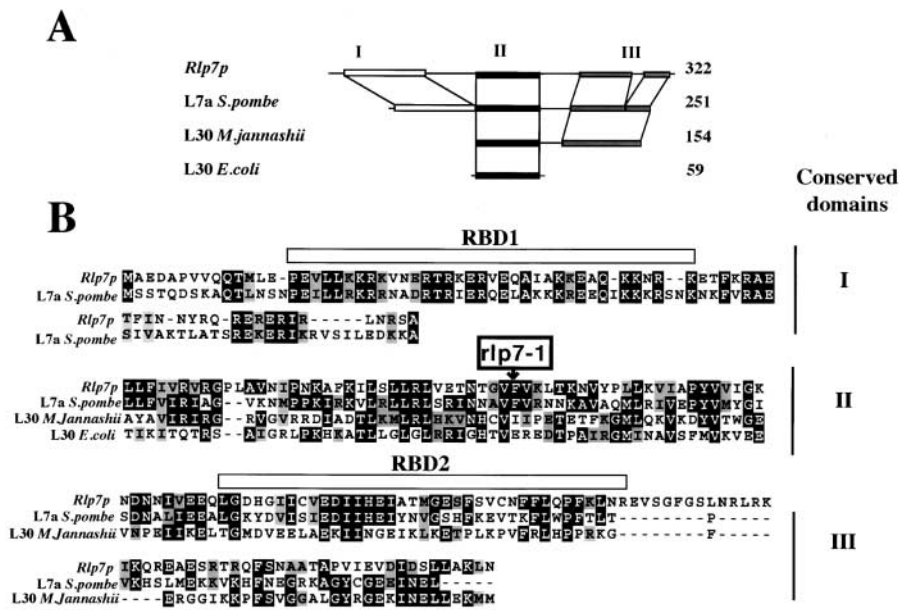 A
I II III
Rlp7p 322
L7a S.pombe 251
L30 M.jannashii 154
L30 E.coli 59
Conserved
domains
B
RBD1
Rlp7p MAEDAPVVQQTMLE-PEVLLKKRKVNERTRKERVEQAIAKKEAQ-KKNR--KETFKRAE
L7a S.pombe MSSTQDSKAQTLNSNPEILLRKRRNADRTRIERQELAKKKREEQIKKKRSNKNKFVRAE
I
Rlp7p TFIN-NYRQ-RERERIR----LNRSA
L7a S.pombe SIVAKTLATSREKERIKRVSILEDKKA
rlp7-1
Rlp7p LLFIVRVRGPLAVNIPNKAFKILSLLRLVETNTGVFVKLTKNVYPLLKVIAPYVVIGK
L7a S.pombe LLFVIRIAG--VKNMPPKIRKVLRLLRLSRINNAVFVRNNKAVAQMLRIVEPYVMYGI
II
L30 M.Jannashii AYAVIRIRG--RVGVRRDIADTLKMLRLHKVNHCVIIPETETFKGMLQKVKDYVTWGE
L30 E.coli TIKITQTRS--AIGRLPKHKATLLGLGLRRIGHTVEREDTPAIRGMINAVSFMVKVEE
RBD2
Rlp7p NDNNIVEEQLGDHGIICVEDIIHEIATMGESFSVCNFFLQPFKLNREVSGFGSLNRLRK
L7a S.pombe SDNALIEEALGKYDVISIEDIIHEIYNVGSHFKEVTKFLWPFTLT--------P-----
L30 M.Jannashii VNPEIIKELTGMDVEELAEKIINGEIKLKETPLKPVFRLHPPRKG--------F-----
III
Rlp7p IKQREAESRTRQFSNAATAPVIEVDIDSLLAKLN
L7a S.pombe VKHSLMEKKVKHFNEGRKAGYCGEEINEL-----
L30 M.Jannashii ----ERGGIKKPFSVGGALGYRGEKINELLEKMM